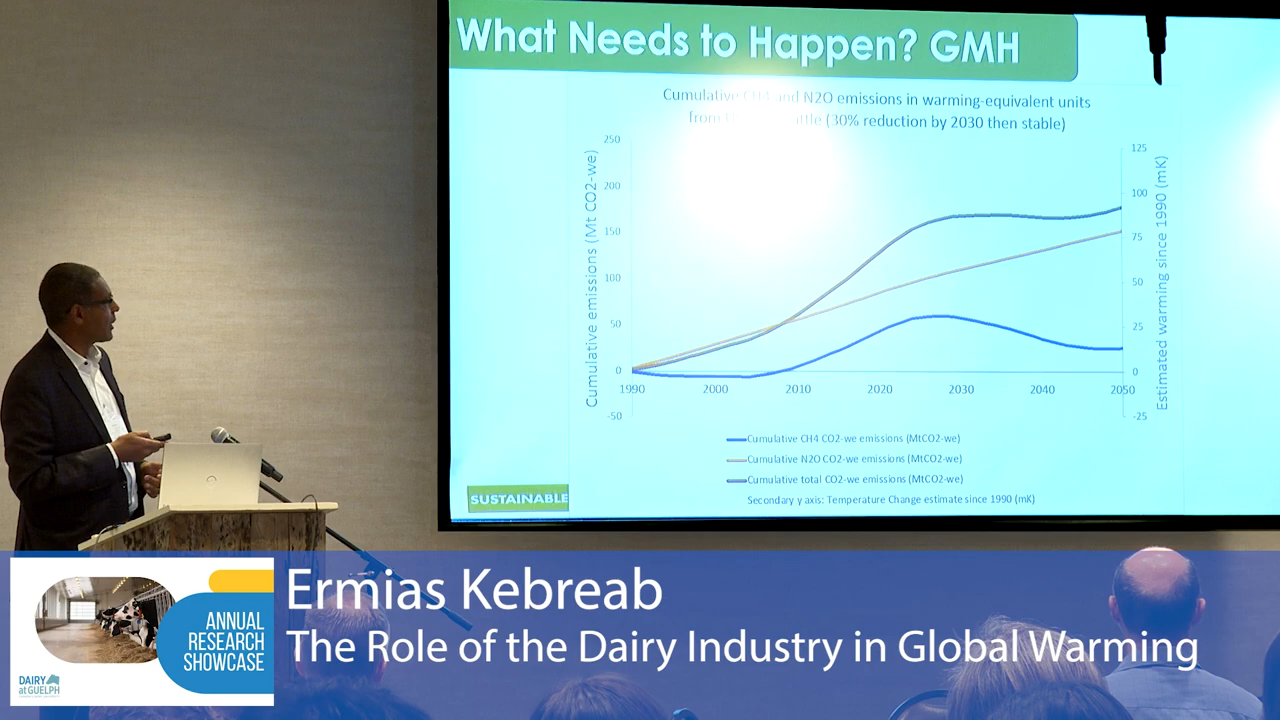 What Needs to Happen? GMH
Cumulative CH4 and N2O emissions in warming-equivalent units
from (30% reduction by 2030 then stable)
Cumulative emissions (Mt CO2-we)
250
200
150
100
50
0
-50
1990
2000
2010
2020
2030
2040
2050
125
100
75
50
25
0
-25
Estimated warming since 1990 (mK)
Cumulative CH4 CO2-we emissions (MtCO2-we)
Cumulative N2O CO2-we emissions (MtCO2-we)
Cumulative total CO2-we emissions (MtCO2-we)
Secondary y axis: Temperature Change estimate since 1990 (mK)
SUSTAINABLE
Ermias Kebreab
The Role of the Dairy Industry in Global Warming
ANNUAL
RESEARCH
SHOWCASE
DAIRY
at GUELPH